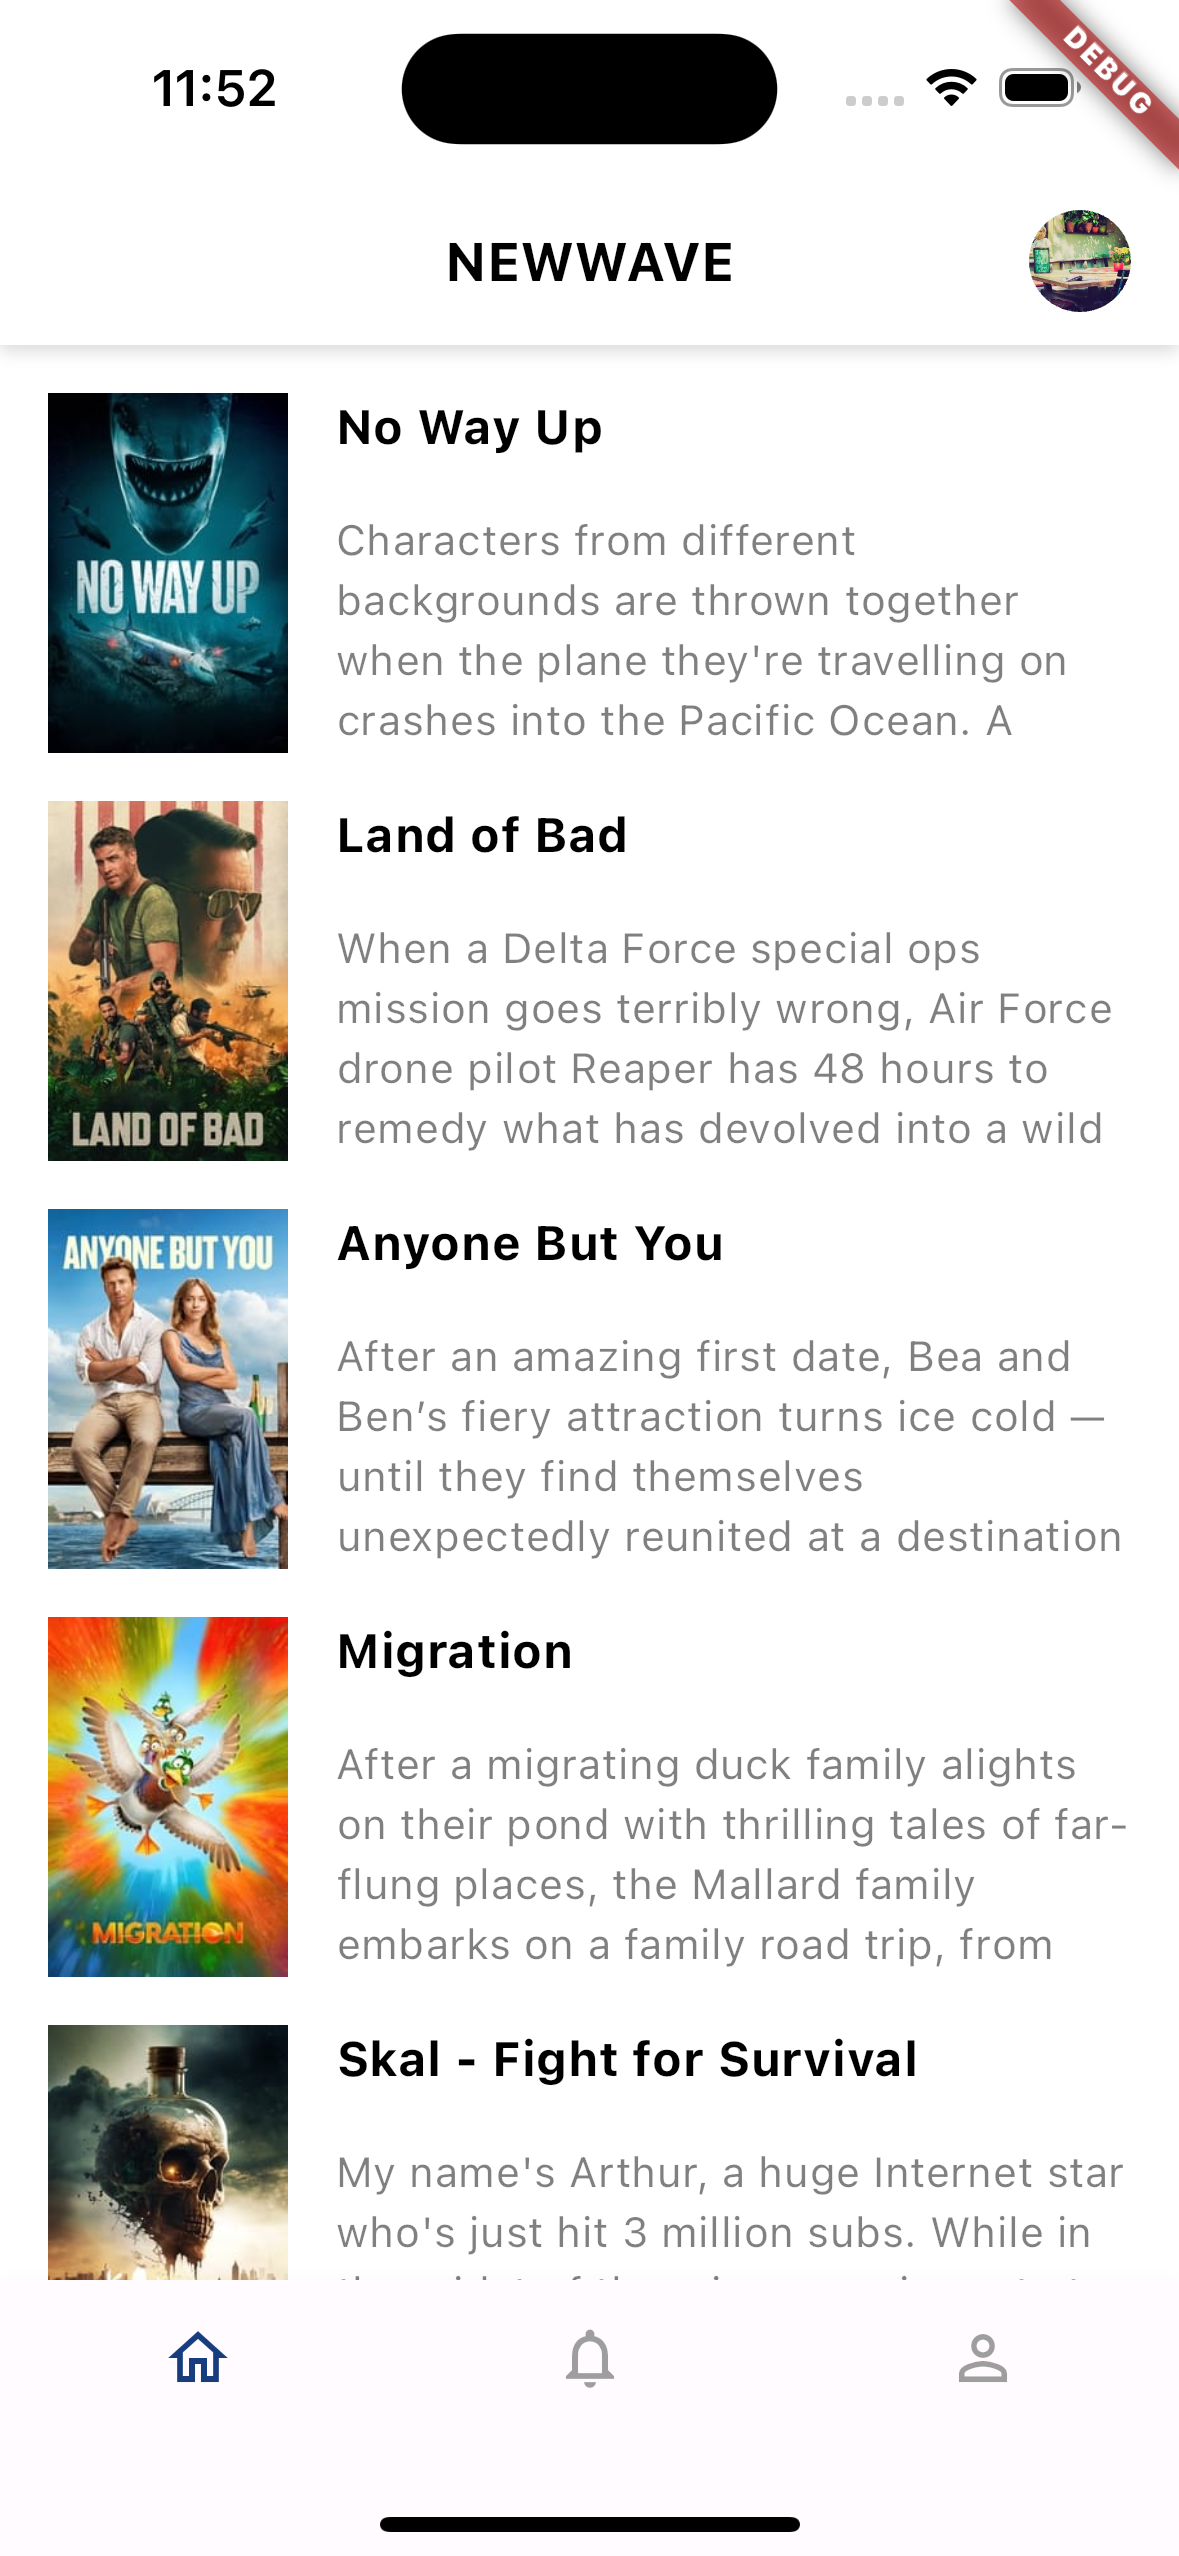 11:52
DEBUG
NEWWAVE
NO WAY UP
No Way Up
Characters from different
backgrounds are thrown together
when the plane they're travelling on
crashes into the Pacific Ocean. A
LAND OF BAD
Land of Bad
When a Delta Force special ops
mission goes terribly wrong, Air Force
drone pilot Reaper has 48 hours to
remedy what has devolved into a wild
ANYONE BUT YOU
Anyone But You
After an amazing first date, Bea and
Ben’s fiery attraction turns ice cold —
until they find themselves
unexpectedly reunited at a destination
MIGRATION
Migration
After a migrating duck family alights
on their pond with thrilling tales of far-
flung places, the Mallard family
embarks on a family road trip, from
Skal - Fight for Survival
My name's Arthur, a huge Internet star
who's just hit 3 million subs. While in